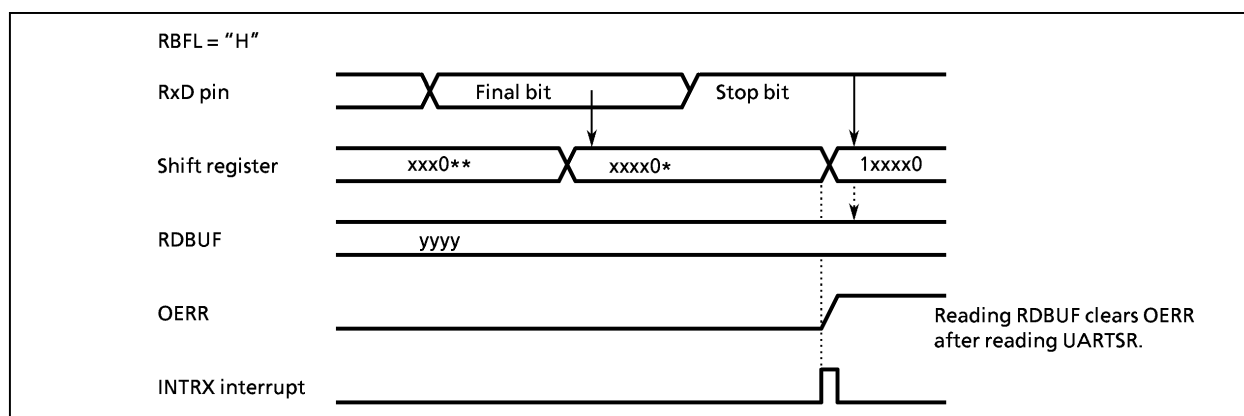 RBFL = “H”
RxD pin
Final bit
Stop bit
Shift register
xxx0**
xxxx0*
1xxxx0
RDBUF
yyyy
OERR
Reading RDBUF clears OERR
after reading UARTSR.
INTRX interrupt